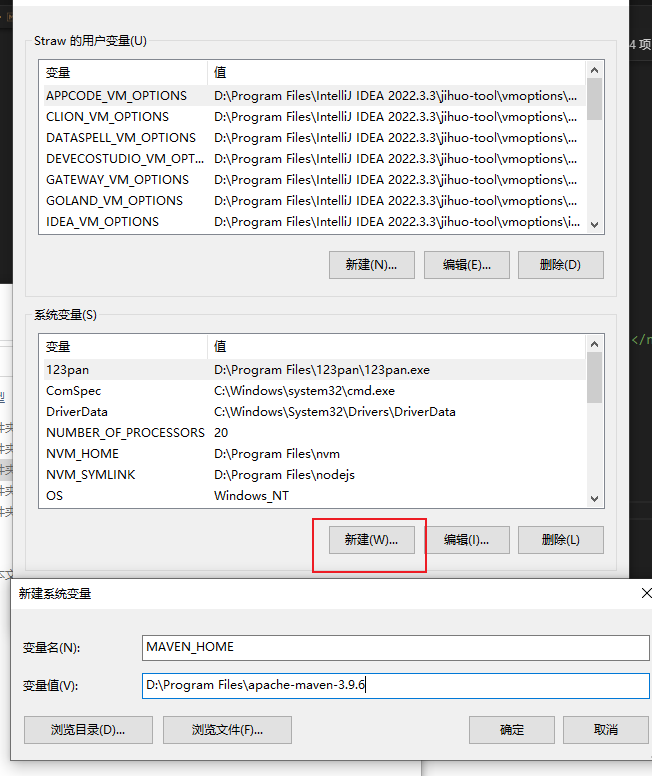 4 项
Straw 的用户变量(U)
变量 值
APPCODE_VM_OPTIONS D:\Program Files\IntelliJ IDEA 2022.3.3\jihuo-tool\vmoptions\...
CLION_VM_OPTIONS D:\Program Files\IntelliJ IDEA 2022.3.3\jihuo-tool\vmoptions\...
DATASPELL_VM_OPTIONS D:\Program Files\IntelliJ IDEA 2022.3.3\jihuo-tool\vmoptions\...
DEVECOSTUDIO_VM_OPT... D:\Program Files\IntelliJ IDEA 2022.3.3\jihuo-tool\vmoptions\...
GATEWAY_VM_OPTIONS D:\Program Files\IntelliJ IDEA 2022.3.3\jihuo-tool\vmoptions\...
GOLAND_VM_OPTIONS D:\Program Files\IntelliJ IDEA 2022.3.3\jihuo-tool\vmoptions\...
IDEA_VM_OPTIONS D:\Program Files\IntelliJ IDEA 2022.3.3\jihuo-tool\vmoptions\i...
新建(N)... 编辑(E)... 删除(D)
系统变量(S)
变量 值
123pan D:\Program Files\123pan\123pan.exe
ComSpec C:\Windows\system32\cmd.exe
DriverData C:\Windows\System32\Drivers\DriverData
NUMBER_OF_PROCESSORS 20
NVM_HOME D:\Program Files\nvm
NVM_SYMLINK D:\Program Files\nodejs
OS Windows_NT
新建(W)... 编辑(I)... 删除(L)
新建系统变量
变量名(N): MAVEN_HOME
变量值(V): D:\Program Files\apache-maven-3.9.6
浏览目录(D)... 浏览文件(F)... 确定 取消